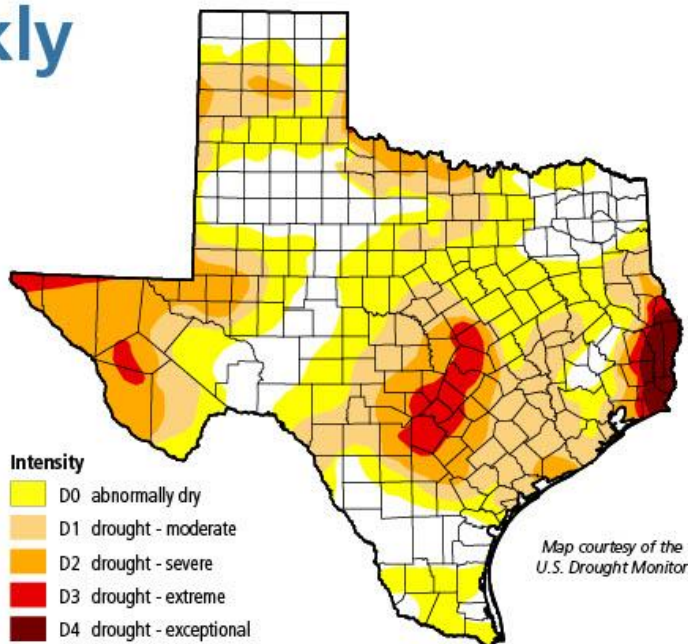 kly
Intensity
D0 abnormally dry
D1 drought - moderate
D2 drought - severe
D3 drought - extreme
D4 drought - exceptional
Map courtesy of the
U.S. Drought Monitor